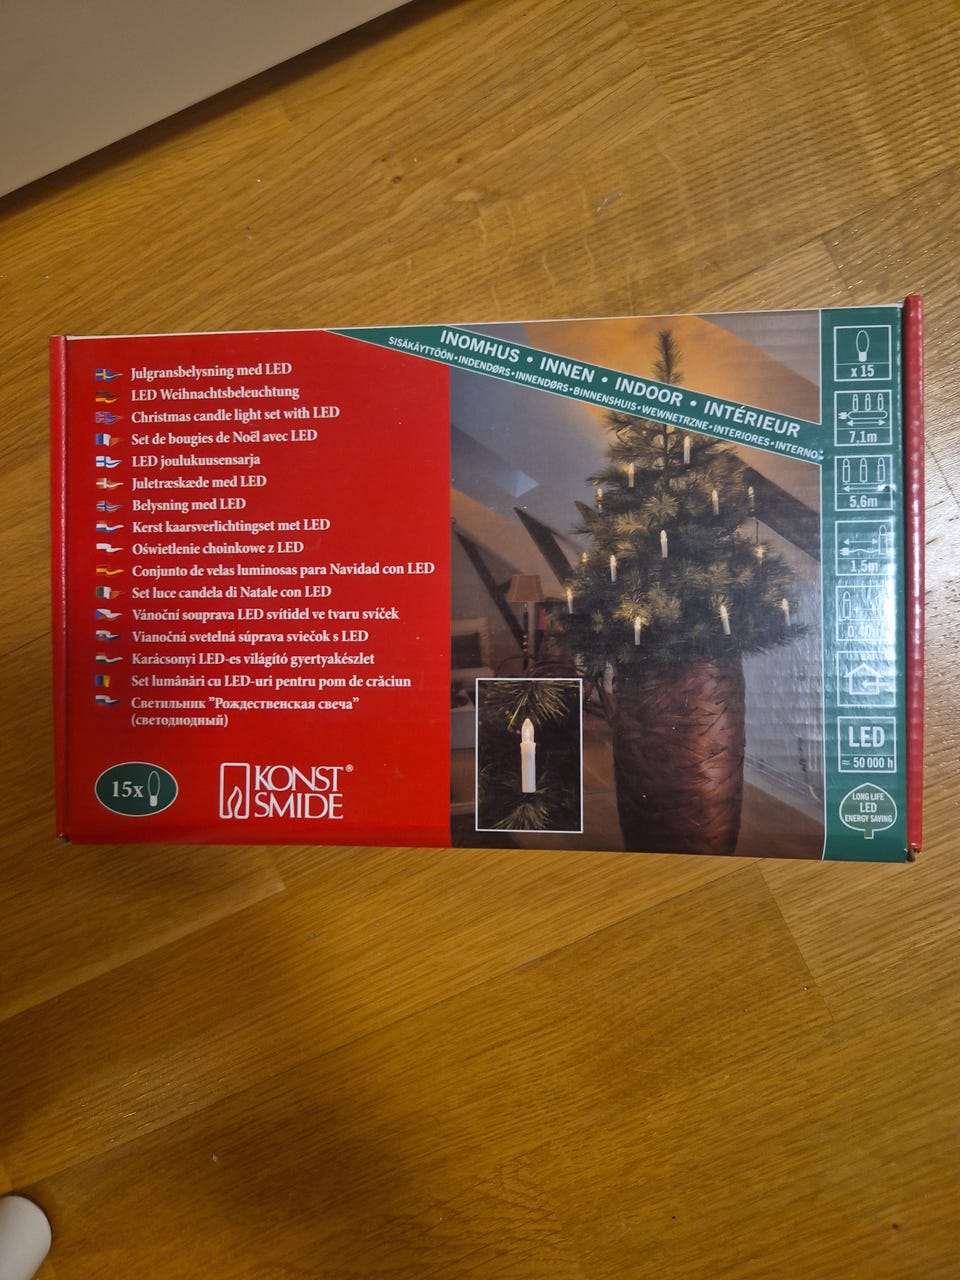 Julgransbelysning med LED
LED Weihnachtsbeleuchtung
Christmas candle light set with LED
Set de bougies de Noël avec LED
LED joulukuusensarja
Juletræskæde med LED
Belysning med LED
Kerst kaarsverlichtingset met LED
Oświetlenie choinkowe z LED
Conjunto de velas luminosas para Navidad con LED
Set luce candela di Natale con LED
Vánoční souprava LED svítidel ve tvaru svíček
Vianočná svetelná súprava sviečok s LED
Karácsonyi LED-es világító gyertyakészlet
Set lumânări cu LED-uri pentru pom de crăciun
Светильник "Рождественская свеча"
(светодиодный)
15x
KONST®
SMIDE
INOMHUS • INNEN • INDOOR • INTÉRIEUR
SISÄKÄYTTÖÖN • INDENDØRS • INNENDØRS • BINNENSHUIS • WEWNETRZNE • INTERIORES • INTERNO
x 15
7,1m
5,6m
1,5m
0,40m
LED
≈ 50 000 h
LONG LIFE
LED
ENERGY SAVING